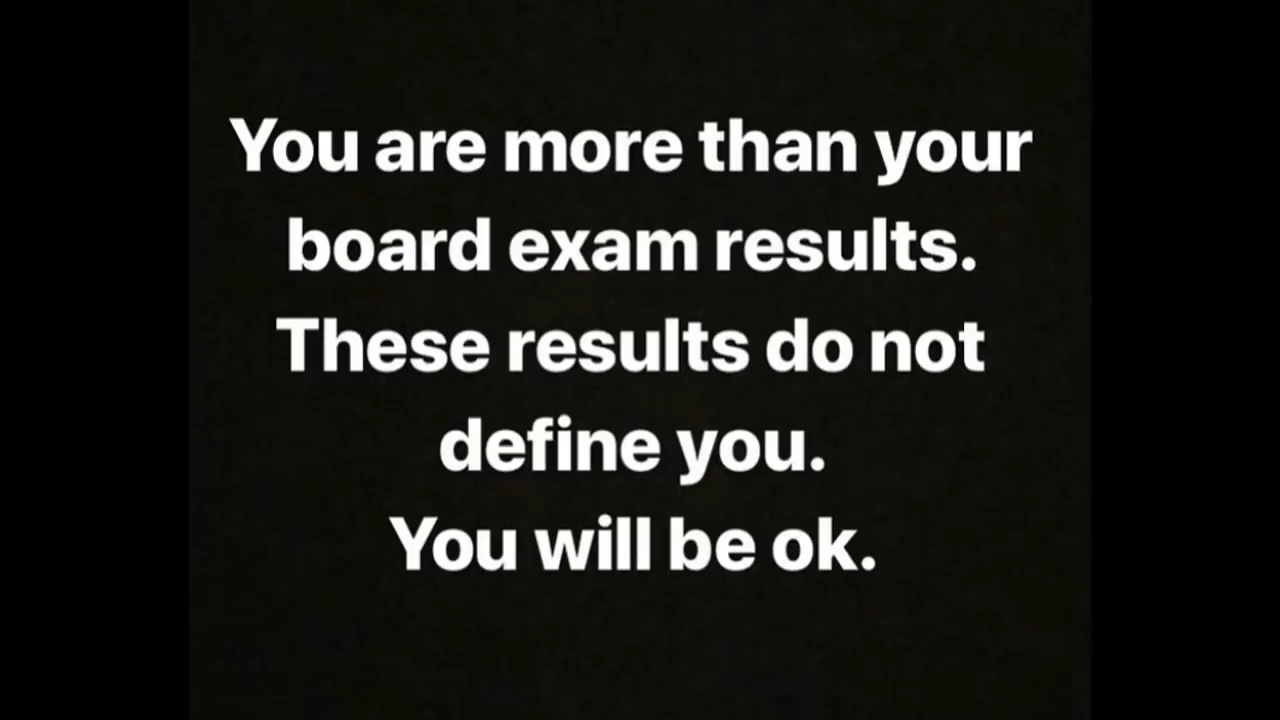 You are more than your
board exam results.
These results do not
define you.
You will be ok.